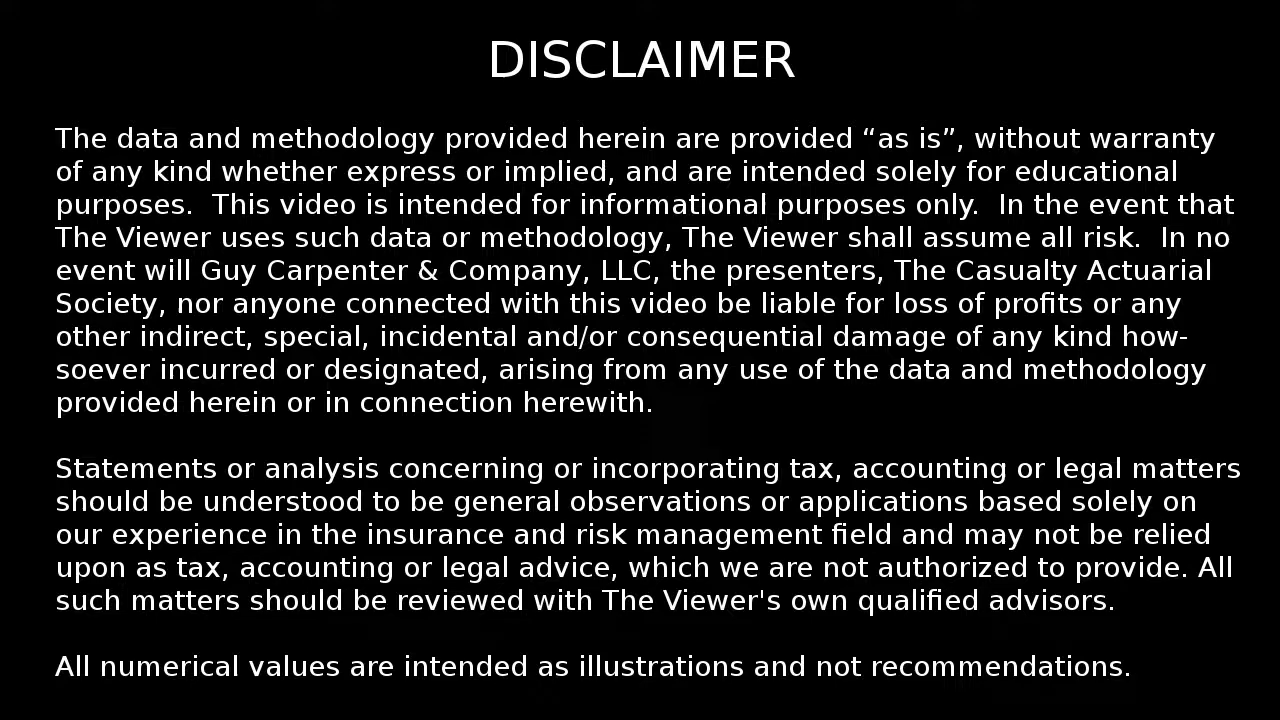 DISCLAIMER
The data and methodology provided herein are provided “as is”, without warranty
of any kind whether express or implied, and are intended solely for educational
purposes.  This video is intended for informational purposes only.  In the event that
The Viewer uses such data or methodology, The Viewer shall assume all risk.  In no
event will Guy Carpenter & Company, LLC, the presenters, The Casualty Actuarial
Society, nor anyone connected with this video be liable for loss of profits or any
other indirect, special, incidental and/or consequential damage of any kind how-
soever incurred or designated, arising from any use of the data and methodology
provided herein or in connection herewith.
Statements or analysis concerning or incorporating tax, accounting or legal matters
should be understood to be general observations or applications based solely on
our experience in the insurance and risk management field and may not be relied
upon as tax, accounting or legal advice, which we are not authorized to provide. All
such matters should be reviewed with The Viewer's own qualified advisors.
All numerical values are intended as illustrations and not recommendations.